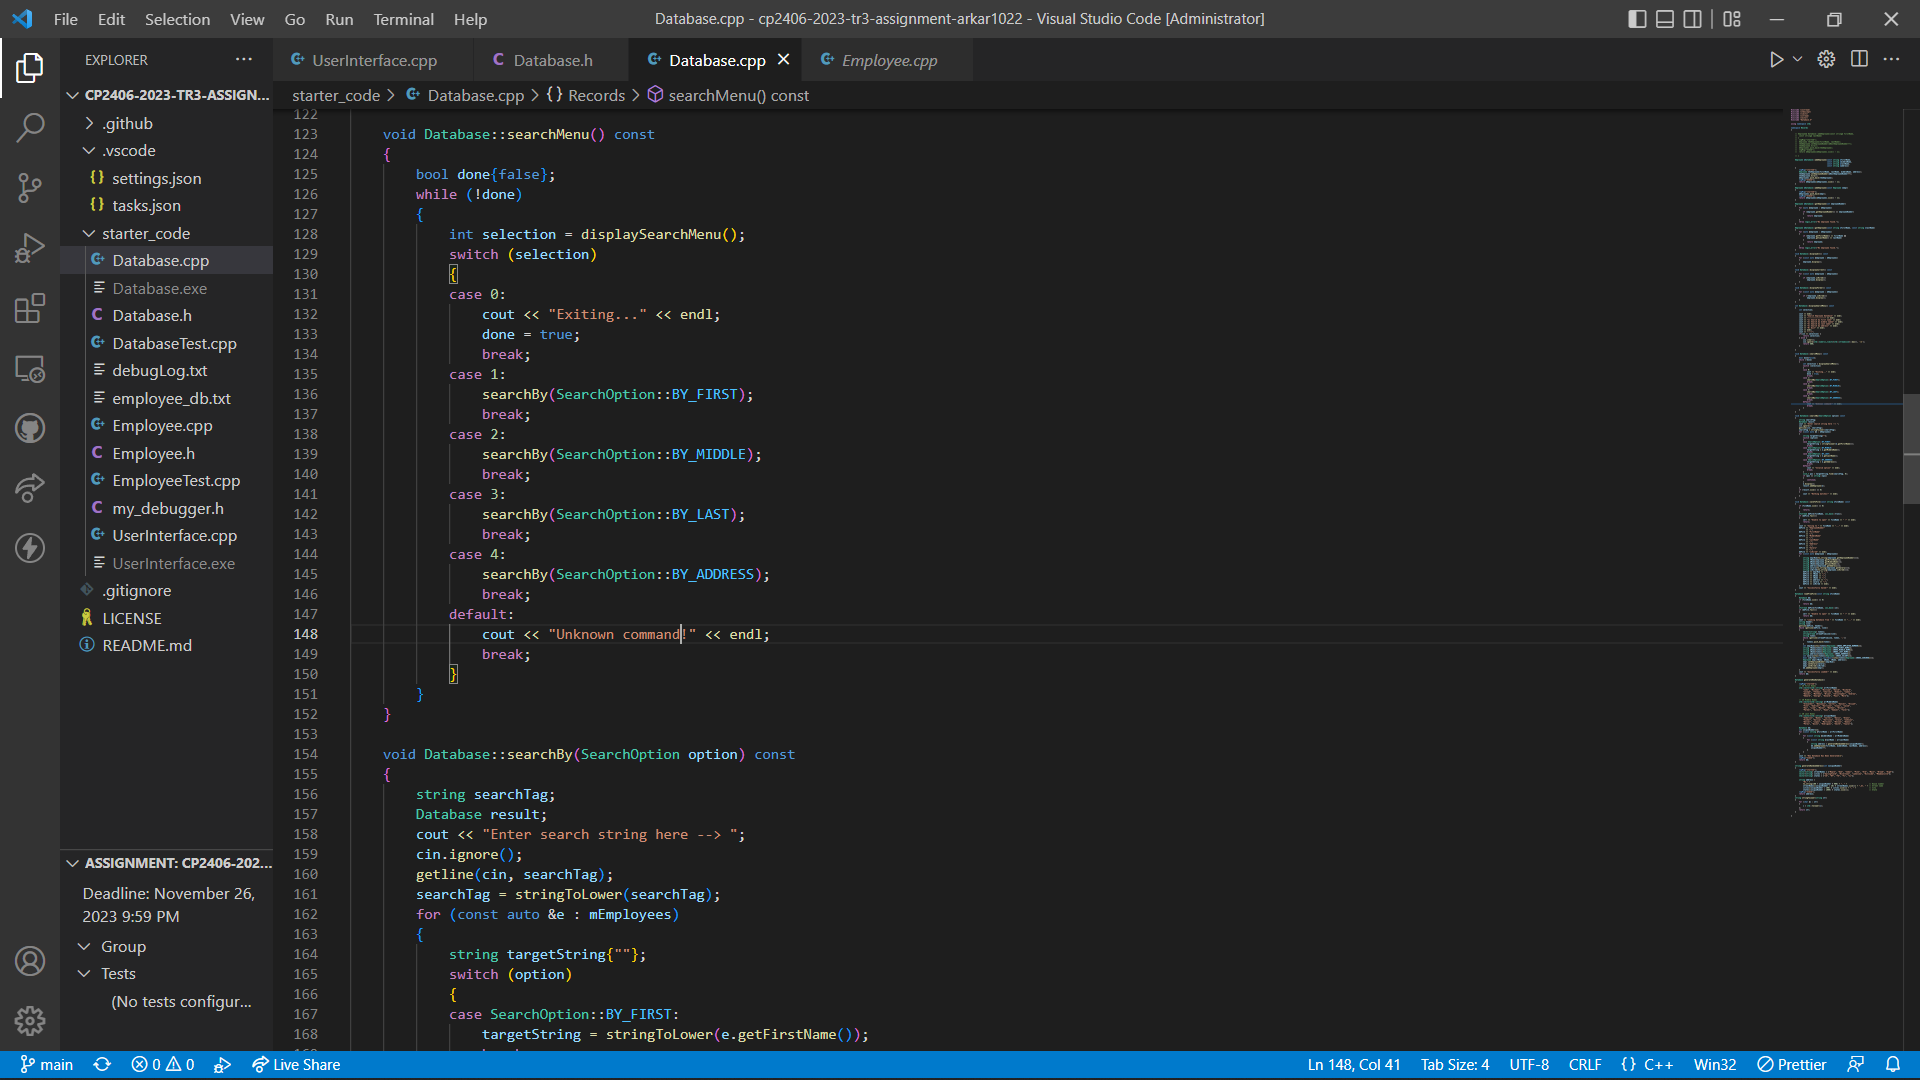 File Edit Selection View Go Run Terminal Help
Database.cpp - cp2406-2023-tr3-assignment-arkar1022 - Visual Studio Code [Administrator]
EXPLORER
UserInterface.cpp
Database.h
Database.cpp
Employee.cpp
CP2406-2023-TR3-ASSIGN...
starter_code > Database.cpp > {} Records > searchMenu() const
.github
.vscode
settings.json
tasks.json
starter_code
Database.cpp
Database.exe
Database.h
DatabaseTest.cpp
debugLog.txt
employee_db.txt
Employee.cpp
Employee.h
EmployeeTest.cpp
my_debugger.h
UserInterface.cpp
UserInterface.exe
.gitignore
LICENSE
README.md
ASSIGNMENT: CP2406-202...
Deadline: November 26,
2023 9:59 PM
Group
Tests
(No tests configur...
122
123 void Database::searchMenu() const
124 {
125 bool done{false};
126 while (!done)
127 {
128 int selection = displaySearchMenu();
129 switch (selection)
130 {
131 case 0:
132 cout << "Exiting..." << endl;
133 done = true;
134 break;
135 case 1:
136 searchBy(SearchOption::BY_FIRST);
137 break;
138 case 2:
139 searchBy(SearchOption::BY_MIDDLE);
140 break;
141 case 3:
142 searchBy(SearchOption::BY_LAST);
143 break;
144 case 4:
145 searchBy(SearchOption::BY_ADDRESS);
146 break;
147 default:
148 cout << "Unknown command!" << endl;
149 break;
150 }
151 }
152 }
153
154 void Database::searchBy(SearchOption option) const
155 {
156 string searchTag;
157 Database result;
158 cout << "Enter search string here --> ";
159 cin.ignore();
160 getline(cin, searchTag);
161 searchTag = stringToLower(searchTag);
162 for (const auto &e : mEmployees)
163 {
164 string targetString{""};
165 switch (option)
166 {
167 case SearchOption::BY_FIRST:
168 targetString = stringToLower(e.getFirstName());
main
0 0
Live Share
Ln 148, Col 41
Tab Size: 4
UTF-8
CRLF
{} C++
Win32
Prettier